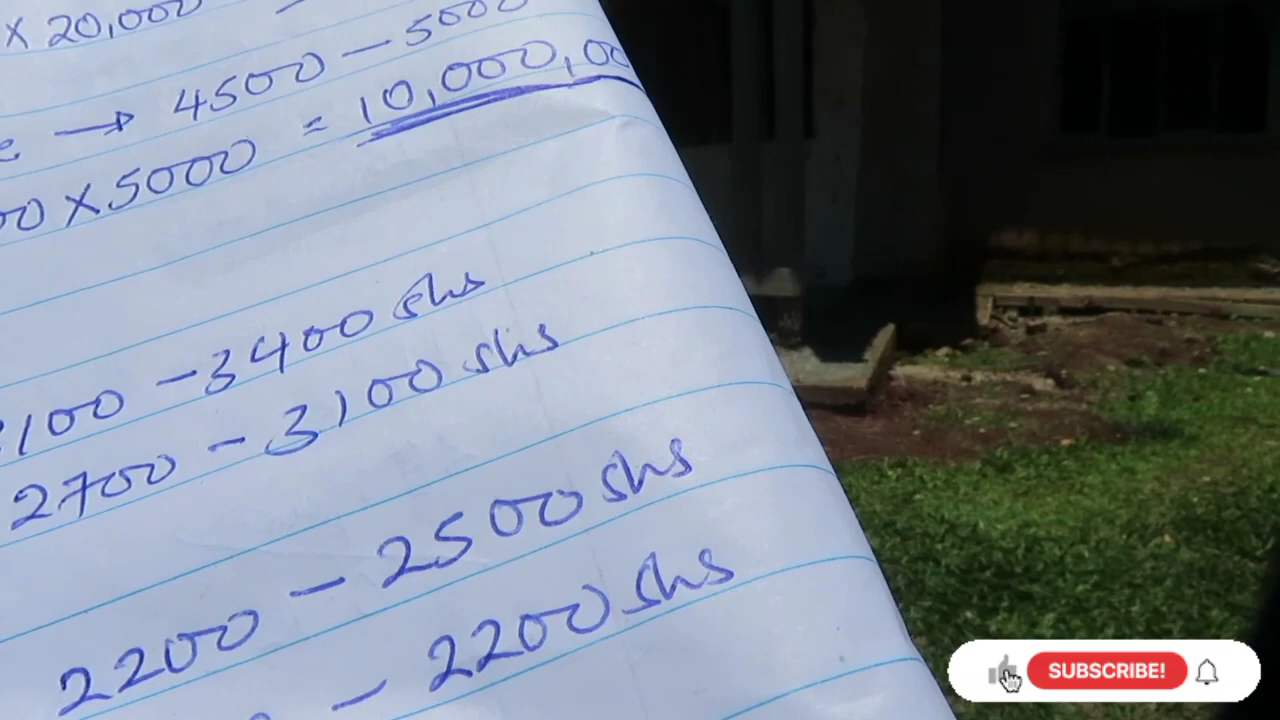 x 20,000
→ 4500 - 5000
00 x 5000 = 10,000,00
100 - 3400 shs
2700 - 3100 shs
2200 - 2500 shs
- 2200 shs
SUBSCRIBE!